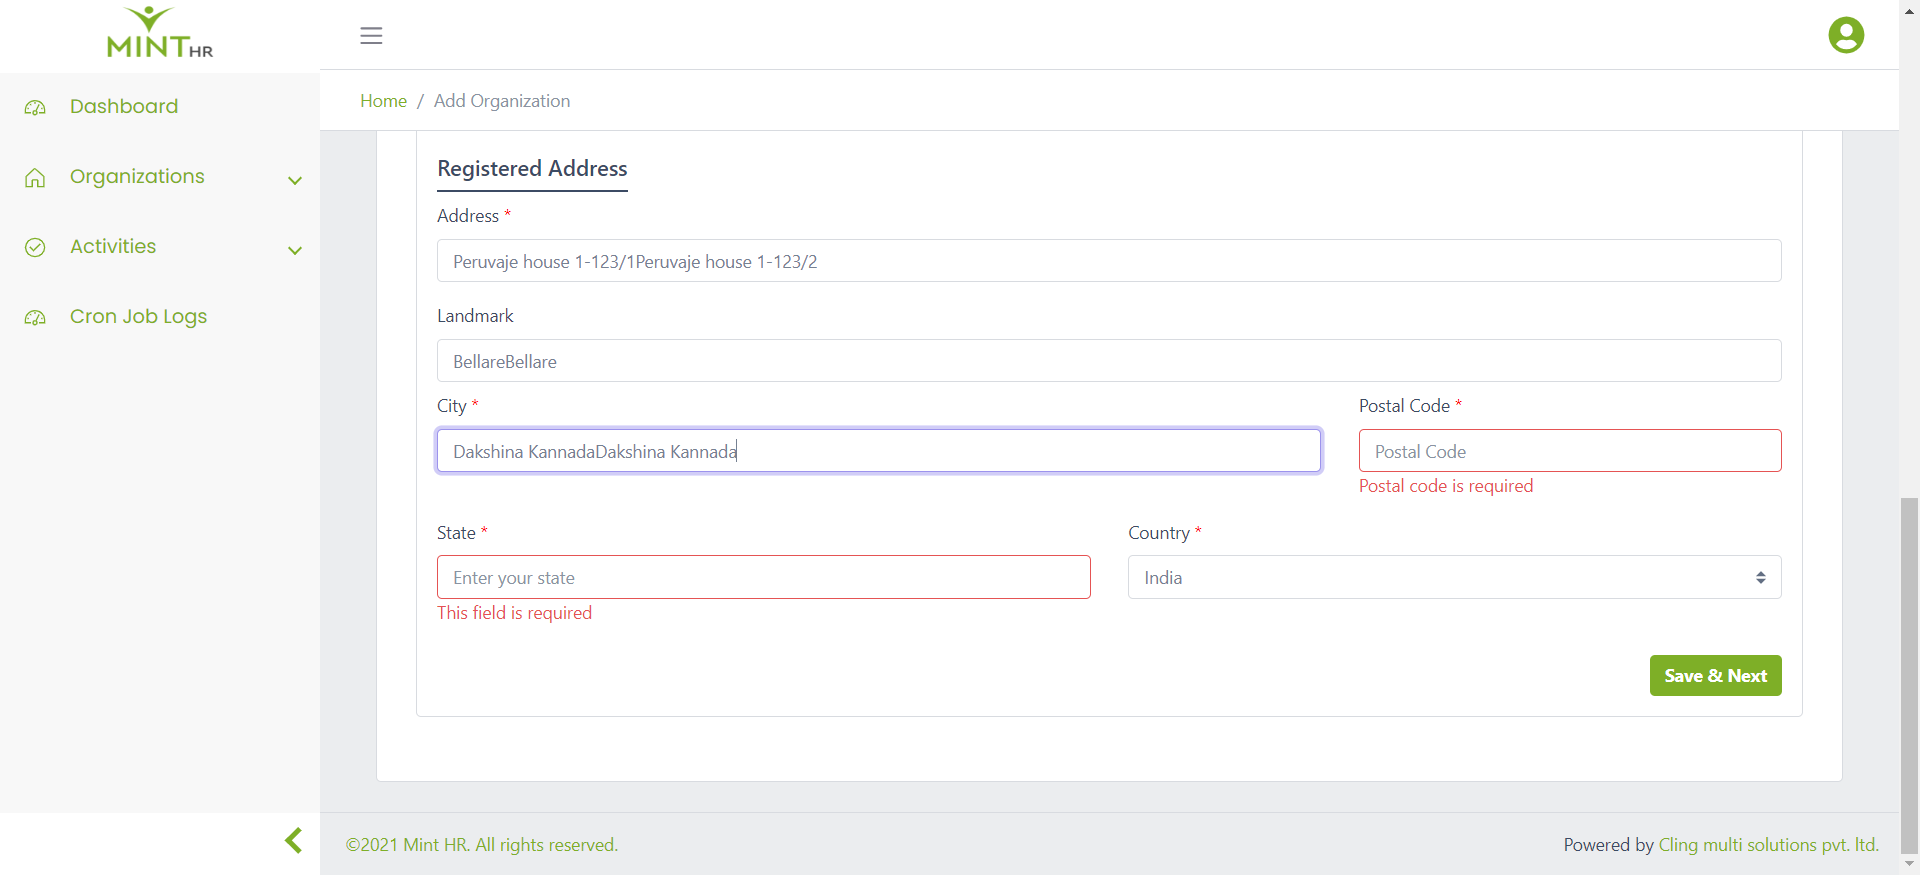 MINT HR
Dashboard
Organizations
Activities
Cron Job Logs
Home / Add Organization
Registered Address
Address *
Peruvaje house 1-123/1Peruvaje house 1-123/2
Landmark
BellareBellare
City *
Postal Code *
Dakshina KannadaDakshina Kannada
Postal Code
Postal code is required
State *
Country *
Enter your state
India
This field is required
Save & Next
©2021 Mint HR. All rights reserved.
Powered by Cling multi solutions pvt. ltd.